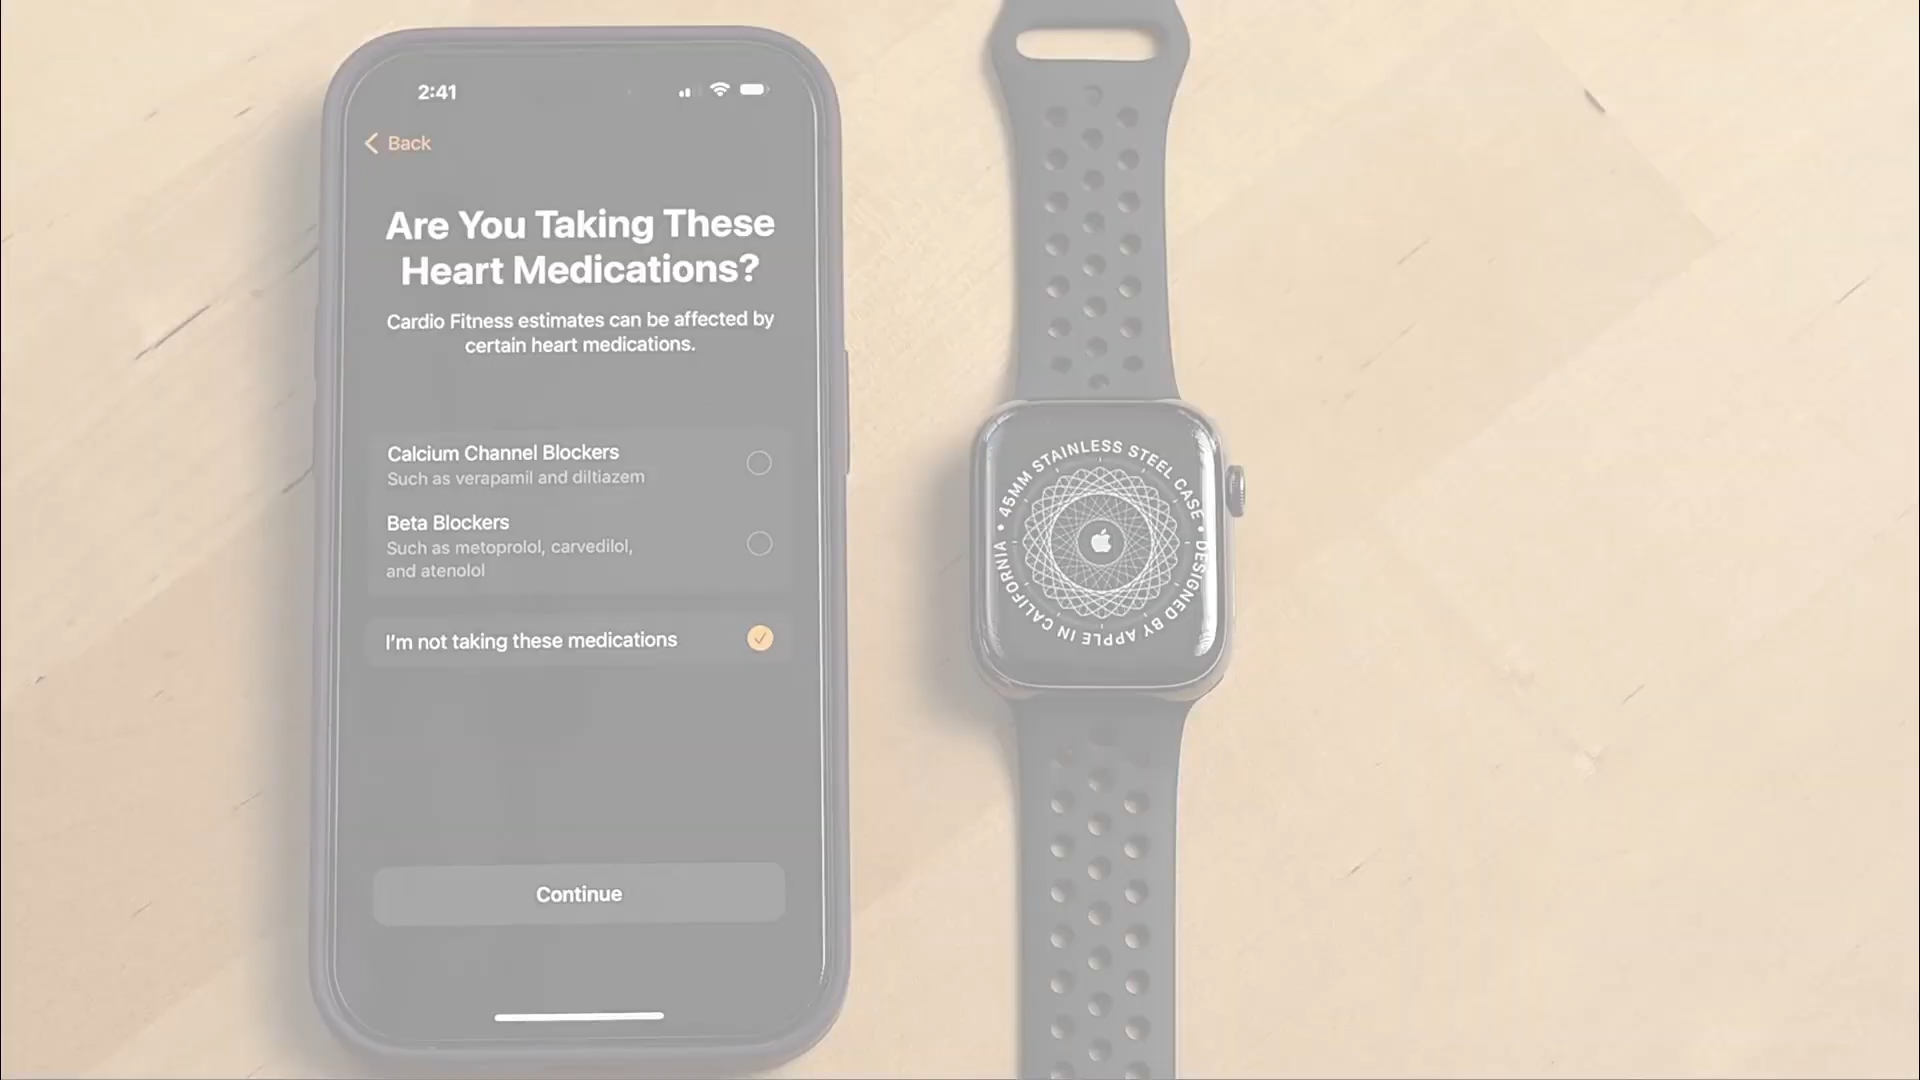 2:41
Back
Are You Taking These
Heart Medications?
Cardio Fitness estimates can be affected by
certain heart medications.
Calcium Channel Blockers
Such as verapamil and diltiazem
Beta Blockers
Such as metoprolol, carvedilol,
and atenolol
I'm not taking these medications
Continue
• 45MM STAINLESS STEEL CASE • DESIGNED BY APPLE IN CALIFORNIA